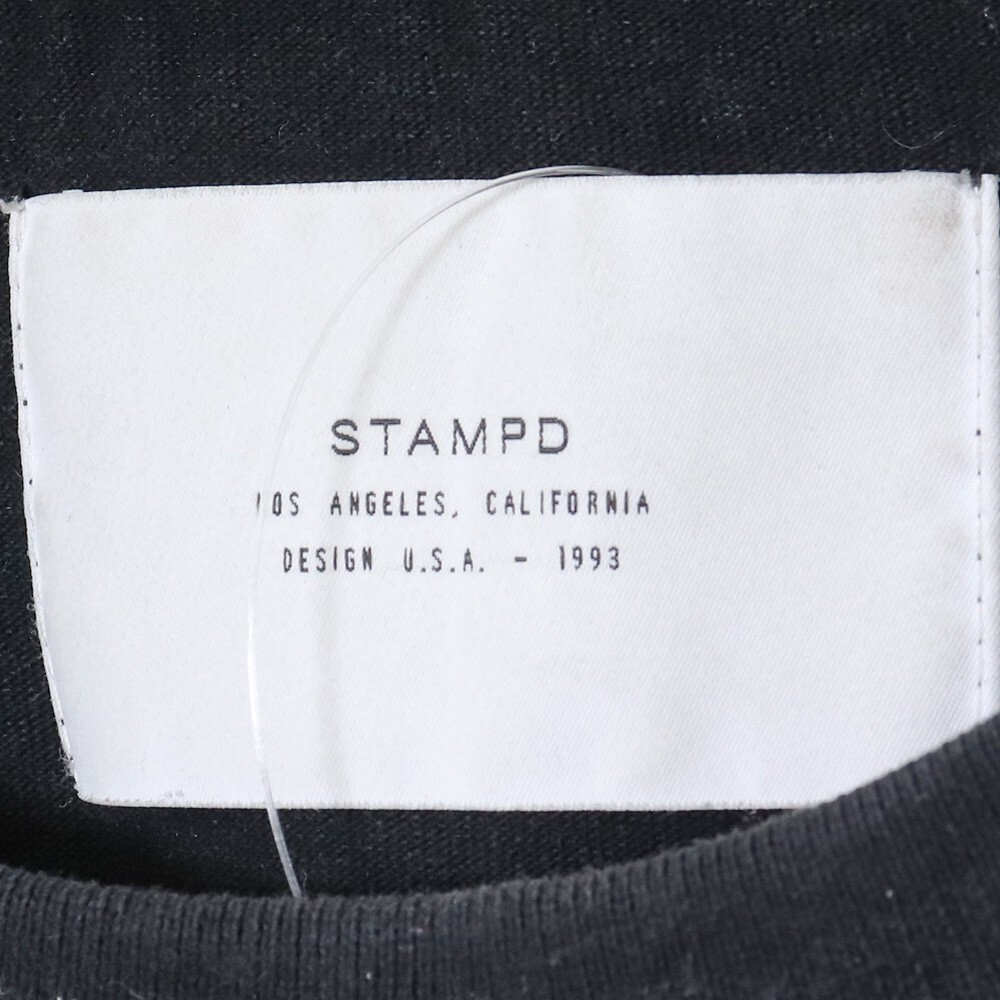 STAMPD
LOS ANGELES, CALIFORNIA
DESIGN U.S.A. - 1993